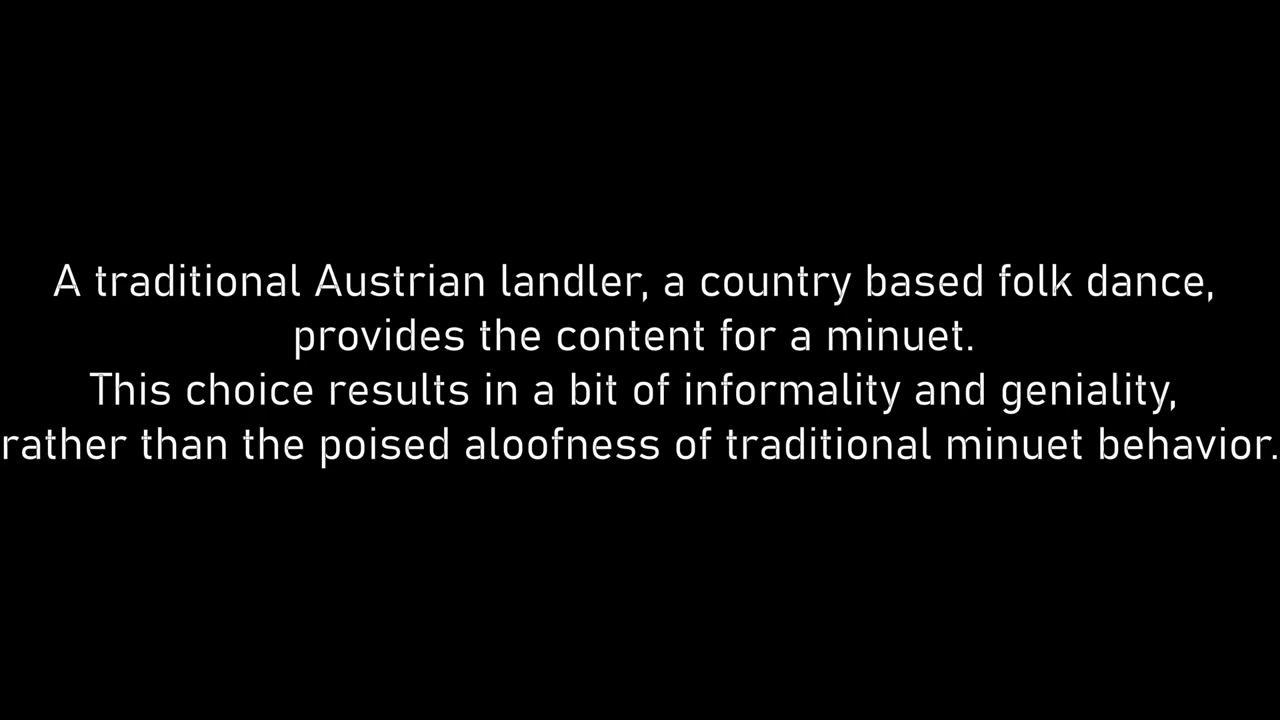 A traditional Austrian landler, a country based folk dance,
provides the content for a minuet.
This choice results in a bit of informality and geniality,
rather than the poised aloofness of traditional minuet behavior.